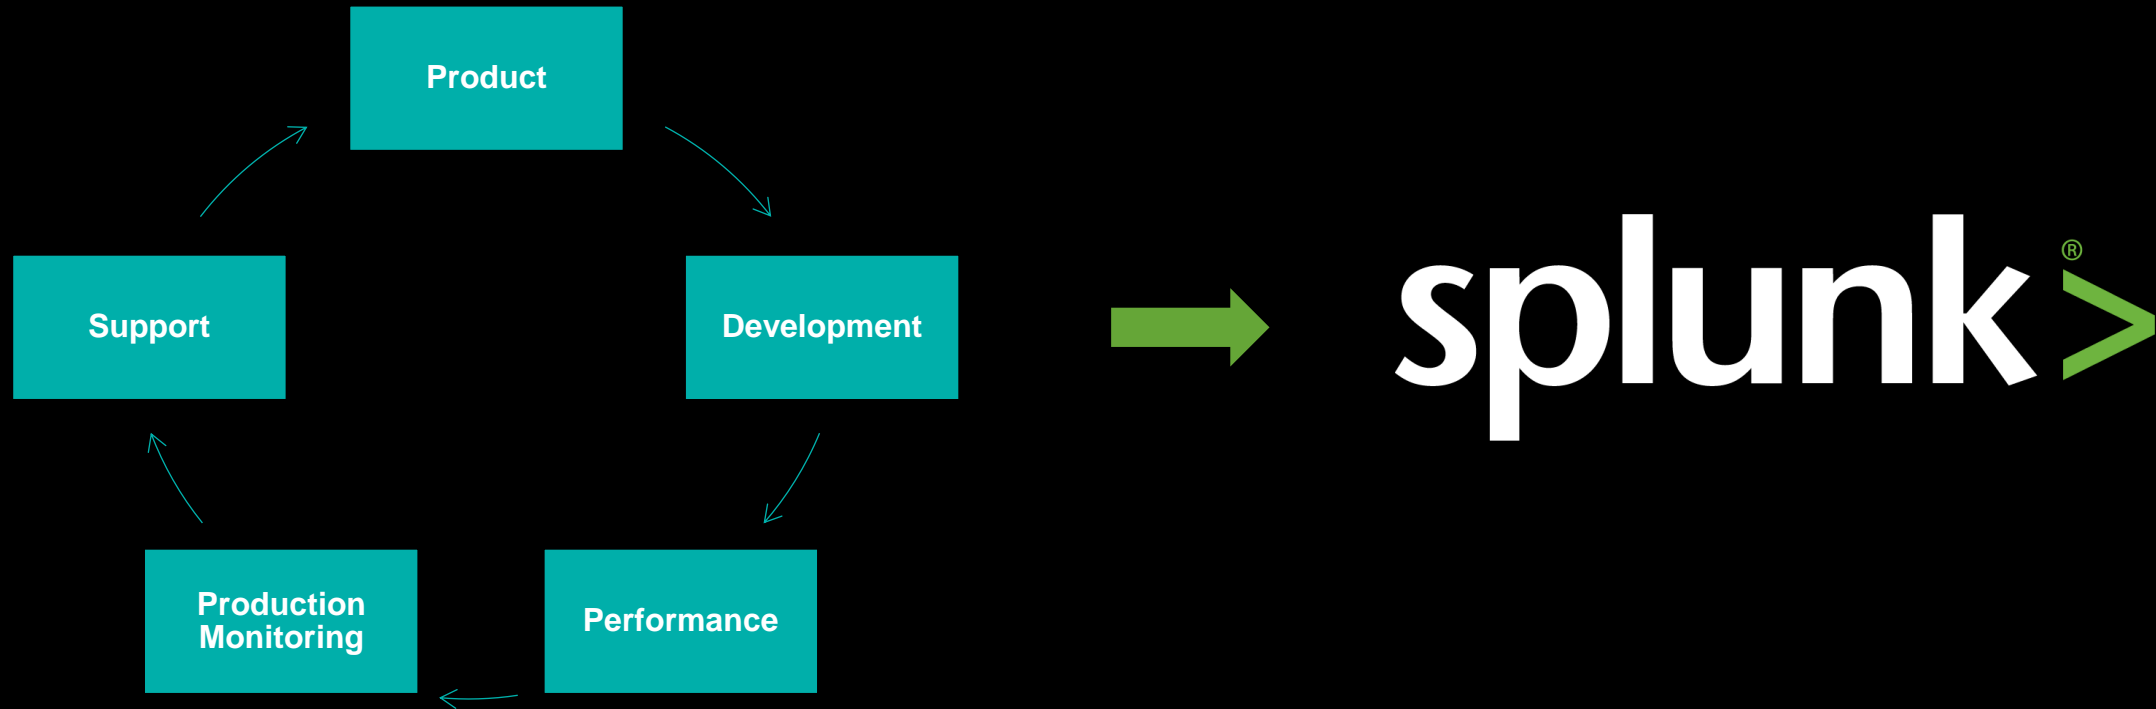 Product
Support
Development
Production
Monitoring
Performance
splunk>®